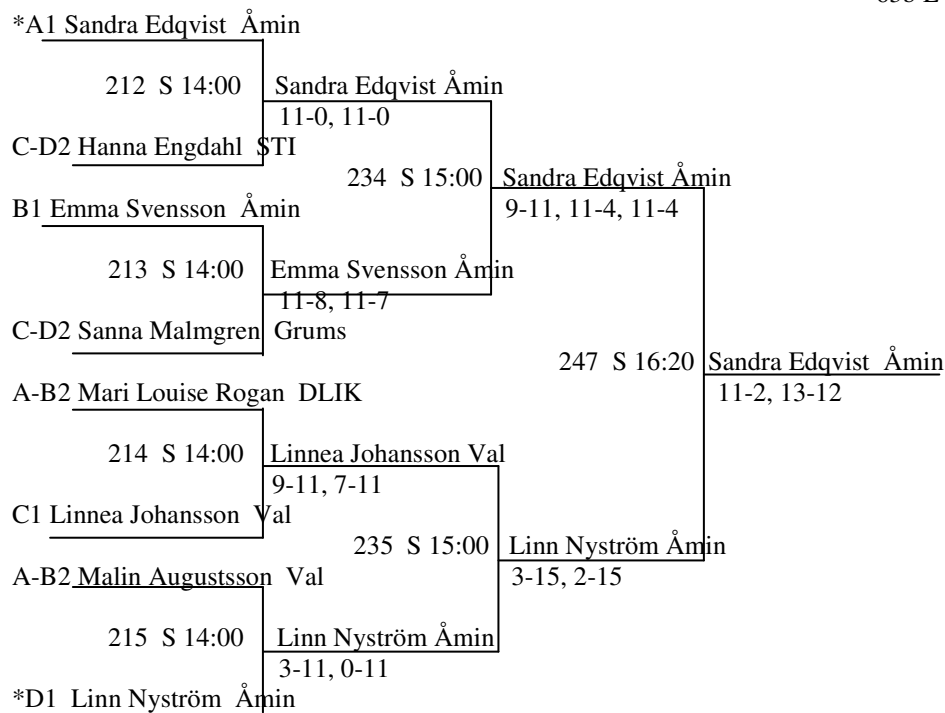 *A1 Sandra Edqvist Åmin
212 S 14:00
Sandra Edqvist Åmin
11-0, 11-0
C-D2 Hanna Engdahl STI
234 S 15:00
Sandra Edqvist Åmin
9-11, 11-4, 11-4
B1 Emma Svensson Åmin
213 S 14:00
Emma Svensson Åmin
11-8, 11-7
C-D2 Sanna Malmgren Grums
247 S 16:20
Sandra Edqvist Åmin
11-2, 13-12
A-B2 Mari Louise Rogan DLIK
214 S 14:00
Linnea Johansson Val
9-11, 7-11
C1 Linnea Johansson Val
235 S 15:00
Linn Nyström Åmin
3-15, 2-15
A-B2 Malin Augustsson Val
215 S 14:00
Linn Nyström Åmin
3-11, 0-11
*D1 Linn Nyström Åmin